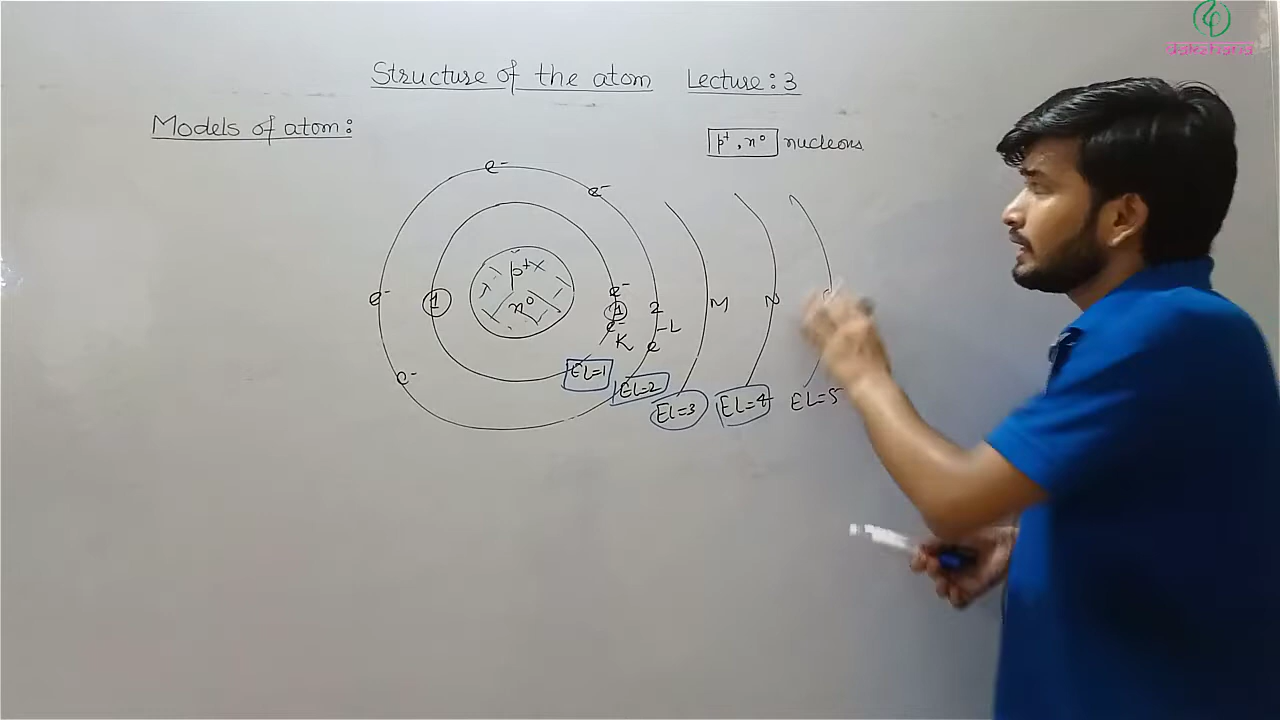 dakshana
Structure of the atom Lecture: 3
Models of atom:
p⁺, n⁰ nucleons
e⁻
e⁻
p⁺
e⁻
1
n⁰
e⁻
1
e⁻
2
M
N
K
L
e⁻
e⁻
EL=1
EL=2
EL=3
EL=4
EL=5